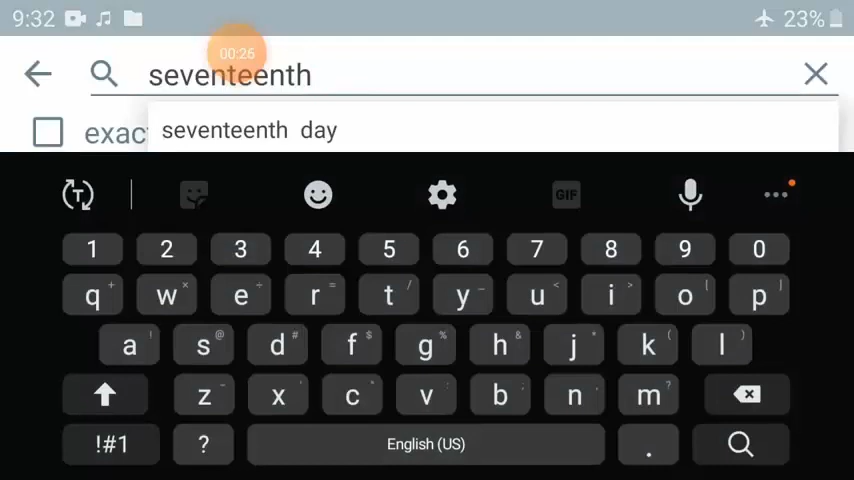 9:32 23%
00:26
seventeenth
exac
seventeenth day
T
GIF
1 2 3 4 5 6 7 8 9 0
q + w × e ÷ r = t / y _ u < i > o [ p ]
a ! s @ d # f $ g % h & j * k ( l )
z - x ' c " v : b ; n , m ?
!#1 ? English (US) .